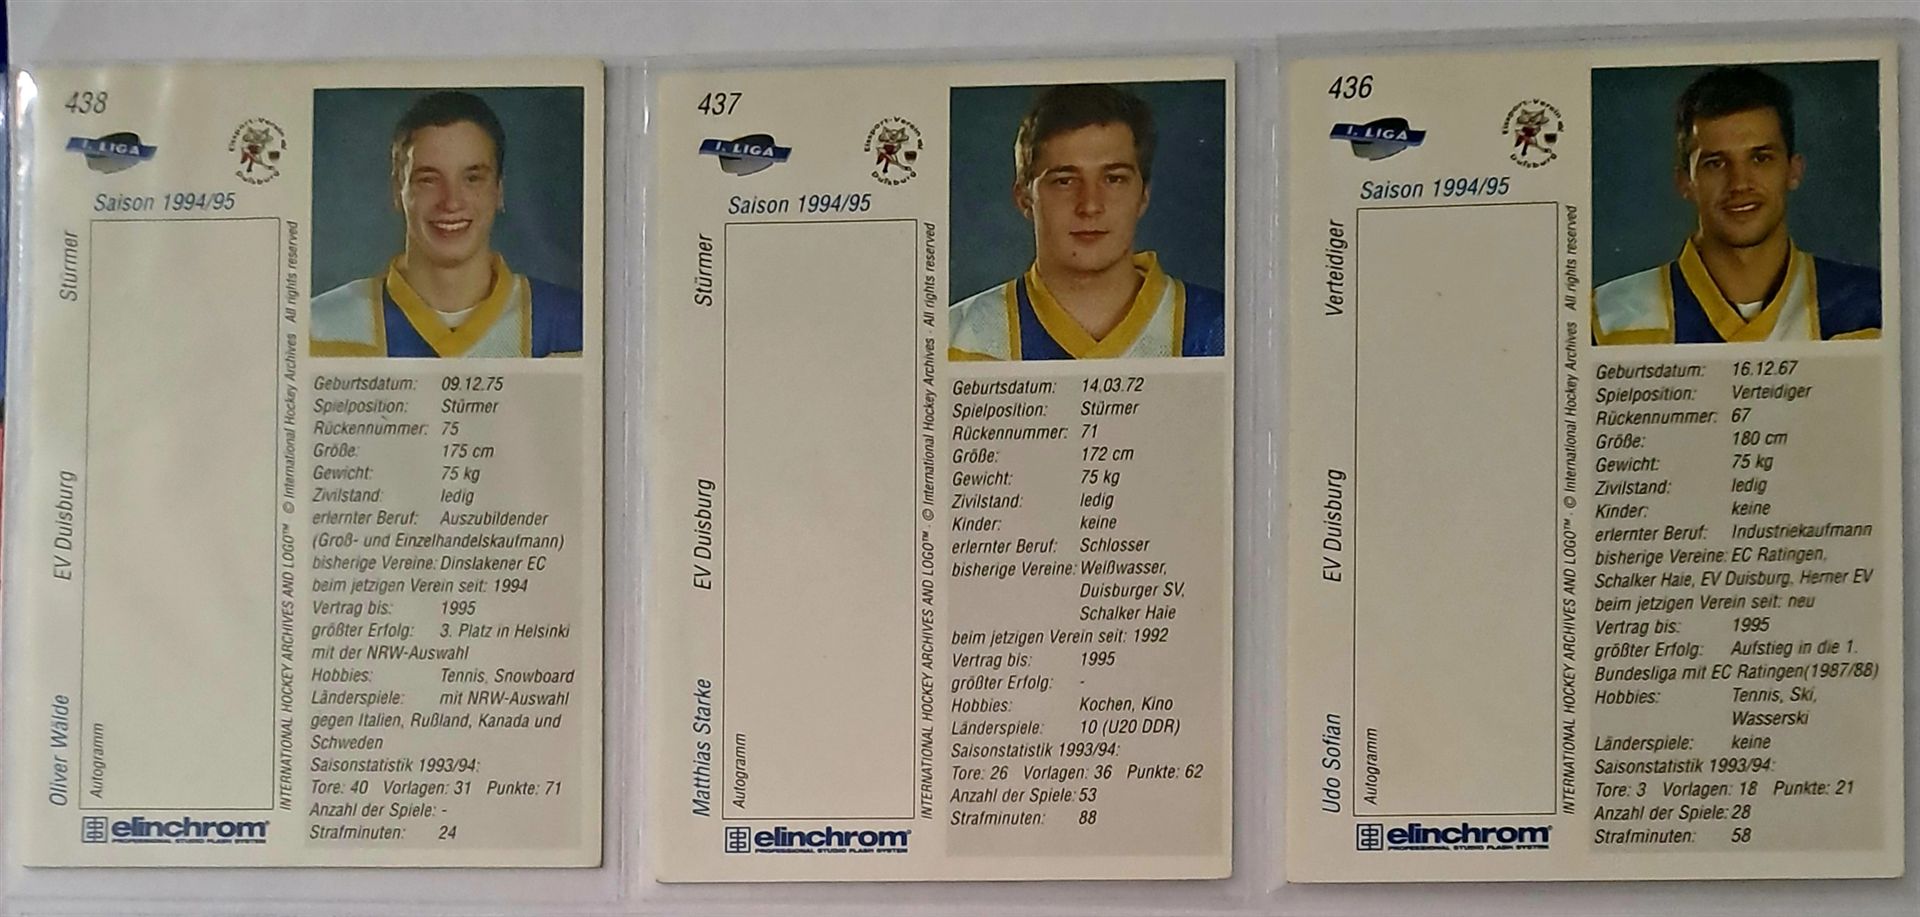 438
I. LIGA
Eissport-Verein
Duisburg
Saison 1994/95
Stürmer
EV Duisburg
Oliver Wälde
Autogramm
INTERNATIONAL HOCKEY ARCHIVES AND LOGO™ · © International Hockey Archives · All rights reserved
elinchrom
Geburtsdatum: 09.12.75
Spielposition: Stürmer
Rückennummer: 75
Größe: 175 cm
Gewicht: 75 kg
Zivilstand: ledig
erlernter Beruf: Auszubildender
(Groß- und Einzelhandelskaufmann)
bisherige Vereine: Dinslakener EC
beim jetzigen Verein seit: 1994
Vertrag bis: 1995
größter Erfolg: 3. Platz in Helsinki
mit der NRW-Auswahl
Hobbies: Tennis, Snowboard
Länderspiele: mit NRW-Auswahl
gegen Italien, Rußland, Kanada und
Schweden
Saisonstatistik 1993/94:
Tore: 40 Vorlagen: 31 Punkte: 71
Anzahl der Spiele: -
Strafminuten: 24
437
I. LIGA
Eissport-Verein
Duisburg
Saison 1994/95
Stürmer
EV Duisburg
Matthias Starke
Autogramm
INTERNATIONAL HOCKEY ARCHIVES AND LOGO™ · © International Hockey Archives · All rights reserved
elinchrom
PROFESSIONAL STUDIO FLASH SYSTEM
Geburtsdatum: 14.03.72
Spielposition: Stürmer
Rückennummer: 71
Größe: 172 cm
Gewicht: 75 kg
Zivilstand: ledig
Kinder: keine
erlernter Beruf: Schlosser
bisherige Vereine: Weißwasser,
Duisburger SV,
Schalker Haie
beim jetzigen Verein seit: 1992
Vertrag bis: 1995
größter Erfolg: -
Hobbies: Kochen, Kino
Länderspiele: 10 (U20 DDR)
Saisonstatistik 1993/94:
Tore: 26 Vorlagen: 36 Punkte: 62
Anzahl der Spiele: 53
Strafminuten: 88
436
I. LIGA
Eissport-Verein
Duisburg
Saison 1994/95
Verteidiger
EV Duisburg
Udo Sofian
Autogramm
INTERNATIONAL HOCKEY ARCHIVES AND LOGO™ · © International Hockey Archives All rights reserved
elinchrom
PROFESSIONAL STUDIO FLASH SYSTEM
Geburtsdatum: 16.12.67
Spielposition: Verteidiger
Rückennummer: 67
Größe: 180 cm
Gewicht: 75 kg
Zivilstand: ledig
Kinder: keine
erlernter Beruf: Industriekaufmann
bisherige Vereine: EC Ratingen,
Schalker Haie, EV Duisburg, Herner EV
beim jetzigen Verein seit: neu
Vertrag bis: 1995
größter Erfolg: Aufstieg in die 1.
Bundesliga mit EC Ratingen(1987/88)
Hobbies: Tennis, Ski,
Wasserski
Länderspiele: keine
Saisonstatistik 1993/94:
Tore: 3 Vorlagen: 18 Punkte: 21
Anzahl der Spiele: 28
Strafminuten: 58